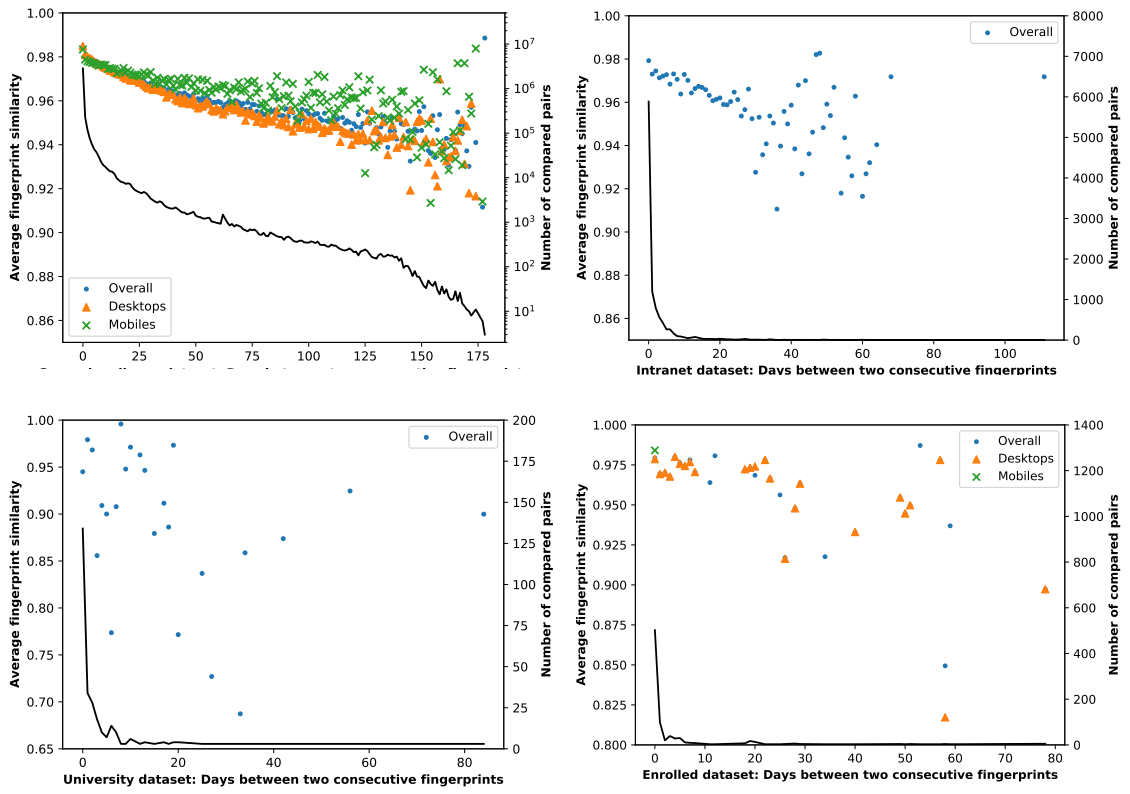 1.00
0.98
0.96
0.94
0.92
0.90
0.88
0.86
Average fingerprint similarity
0 25 50 75 100 125 150 175
10^7
10^6
10^5
10^4
10^3
10^2
10^1
Number of compared pairs
Overall
Desktops
Mobiles
1.00
0.98
0.96
0.94
0.92
0.90
0.88
0.86
Average fingerprint similarity
0 20 40 60 80 100
Intranet dataset: Days between two consecutive fingerprints
8000
7000
6000
5000
4000
3000
2000
1000
0
Number of compared pairs
Overall
1.00
0.95
0.90
0.85
0.80
0.75
0.70
0.65
Average fingerprint similarity
0 20 40 60 80
University dataset: Days between two consecutive fingerprints
200
175
150
125
100
75
50
25
0
Number of compared pairs
Overall
1.000
0.975
0.950
0.925
0.900
0.875
0.850
0.825
0.800
Average fingerprint similarity
0 10 20 30 40 50 60 70 80
Enrolled dataset: Days between two consecutive fingerprints
1400
1200
1000
800
600
400
200
0
Number of compared pairs
Overall
Desktops
Mobiles